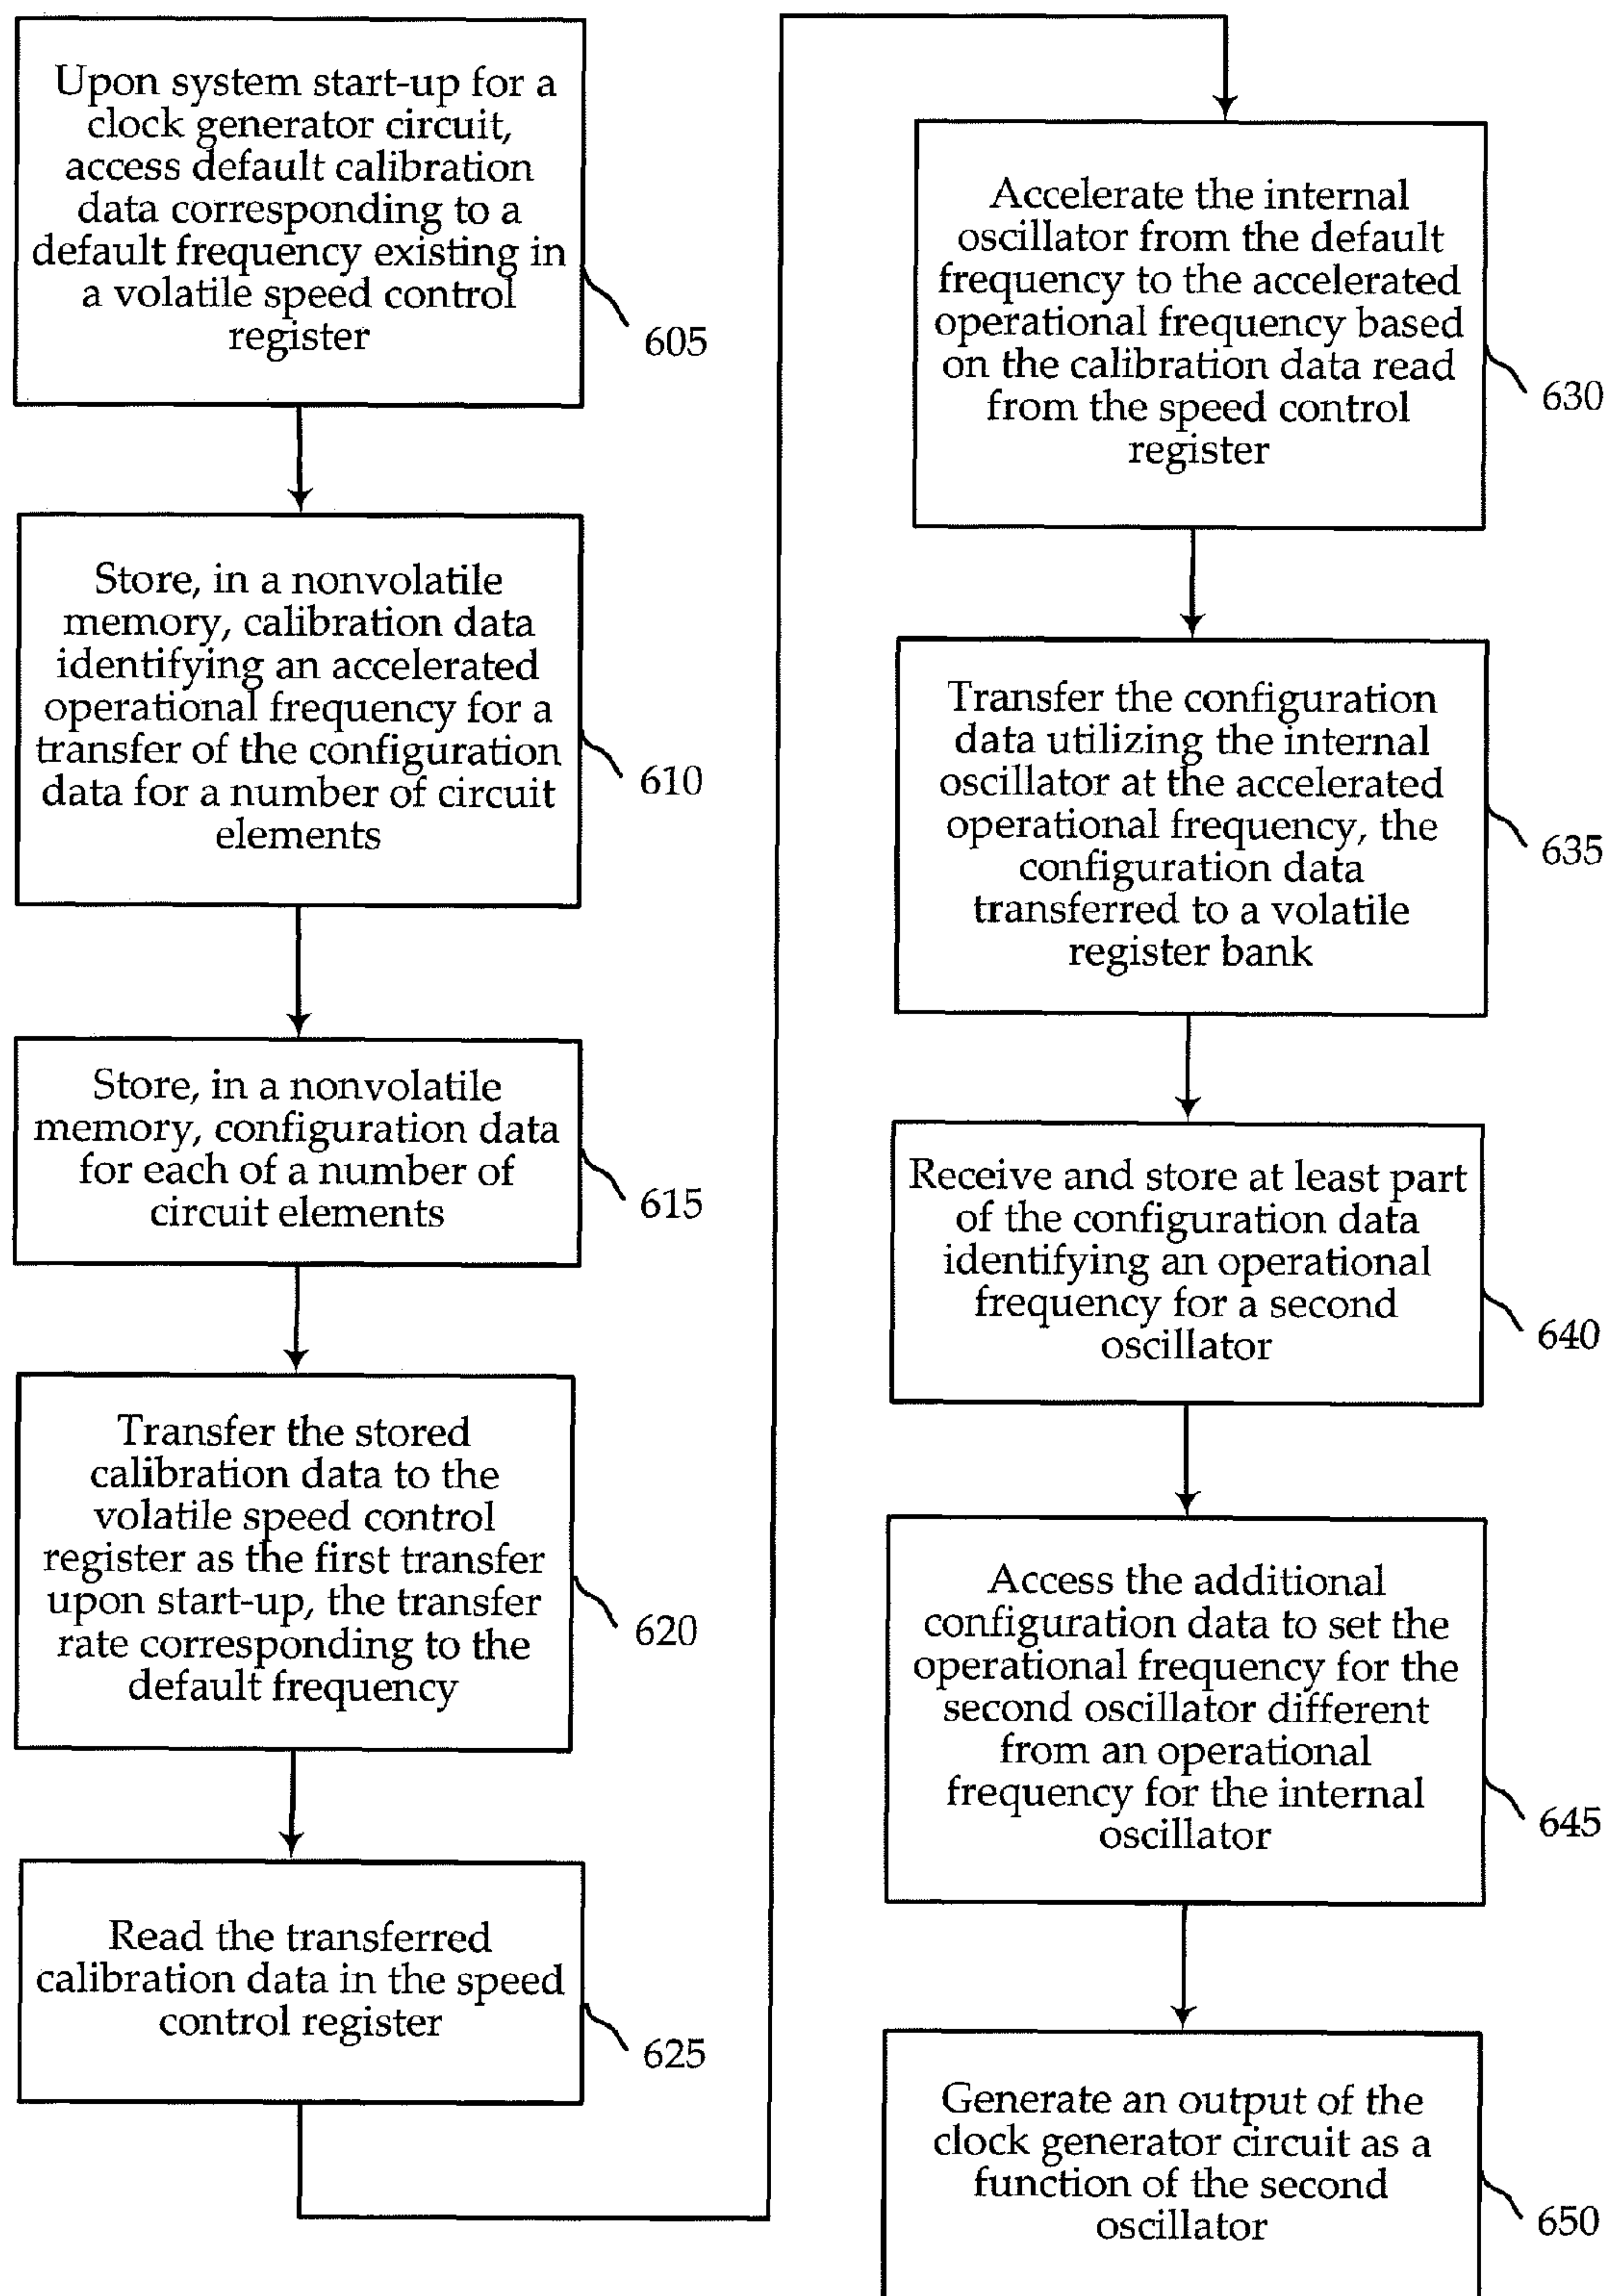 Upon system start-up for a
clock generator circuit,
access default calibration
data corresponding to a
default frequency existing in
a volatile speed control
register
605
Store, in a nonvolatile
memory, calibration data
identifying an accelerated
operational frequency for a
transfer of the configuration
data for a number of circuit
elements
610
Store, in a nonvolatile
memory, configuration data
for each of a number of
circuit elements
615
Transfer the stored
calibration data to the
volatile speed control
register as the first transfer
upon start-up, the transfer
rate corresponding to the
default frequency
620
Read the transferred
calibration data in the speed
control register
625
Accelerate the internal
oscillator from the default
frequency to the accelerated
operational frequency based
on the calibration data read
from the speed control
register
630
Transfer the configuration
data utilizing the internal
oscillator at the accelerated
operational frequency, the
configuration data
transferred to a volatile
register bank
635
Receive and store at least part
of the configuration data
identifying an operational
frequency for a second
oscillator
640
Access the additional
configuration data to set the
operational frequency for the
second oscillator different
from an operational
frequency for the internal
oscillator
645
Generate an output of the
clock generator circuit as a
function of the second
oscillator
650